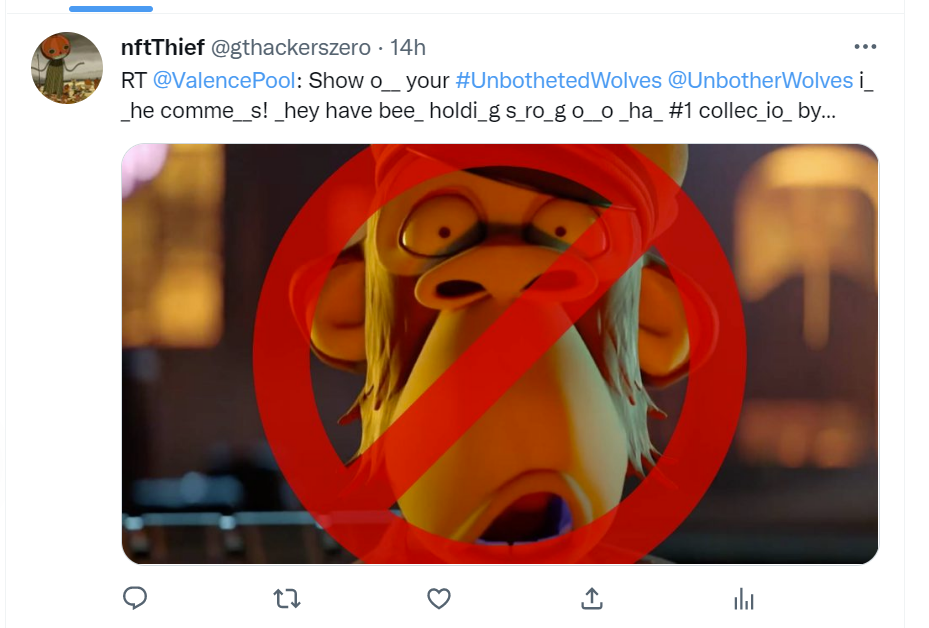 nftThief @gthackerszero · 14h
RT @ValencePool: Show o__ your #UnbothetedWolves @UnbotherWolves i_
_he comme__s! _hey have bee_ holdi_g s_ro_g o__o _ha_ #1 collec_io_ by...